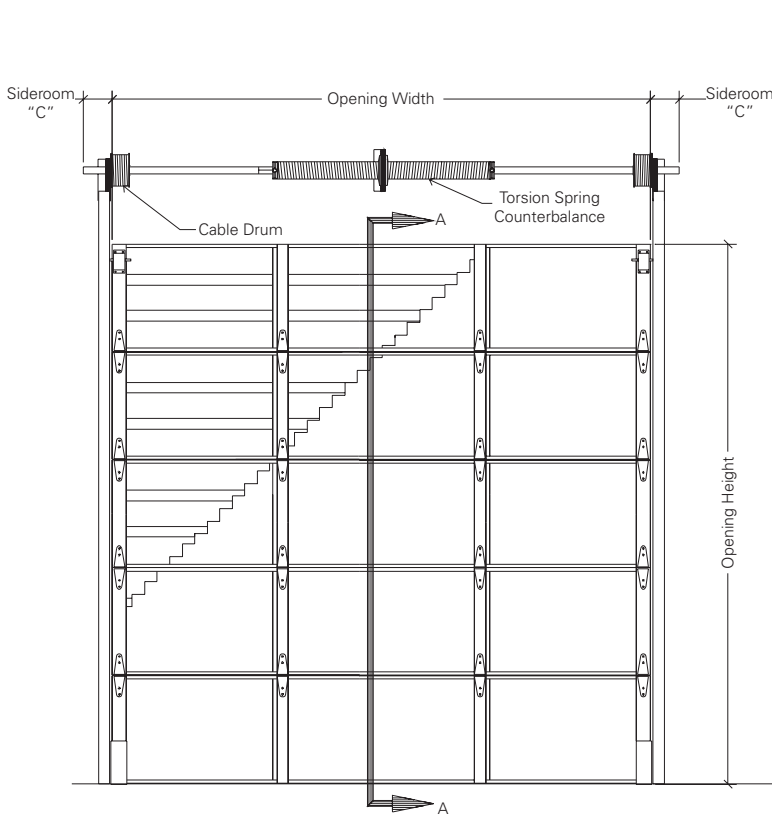 Sideroom
"C"
Opening Width
Sideroom
"C"
Torsion Spring
Counterbalance
Cable Drum
A
Opening Height
A